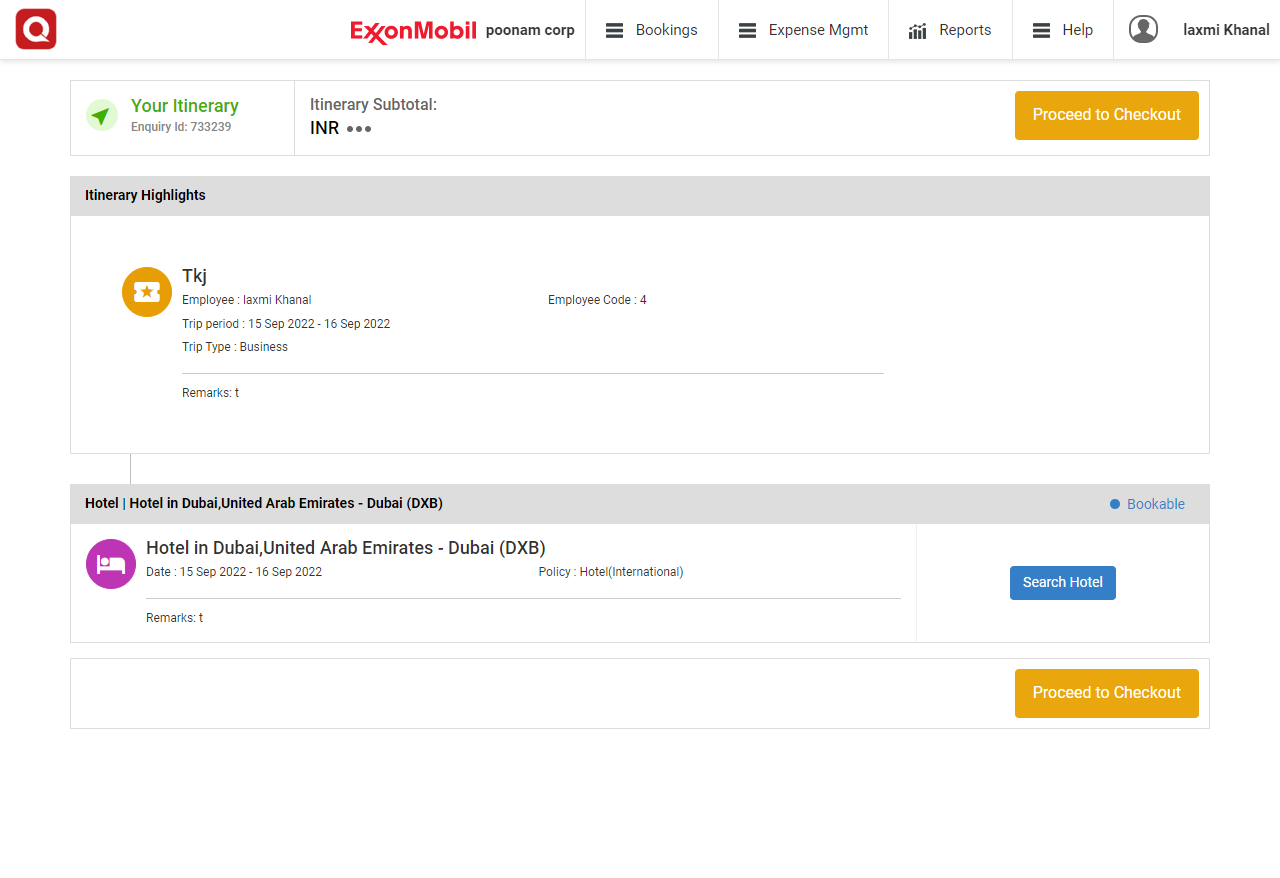 Q
ExxonMobil poonam corp Bookings Expense Mgmt Reports Help laxmi Khanal
Your Itinerary
Enquiry Id: 733239
Itinerary Subtotal:
INR
Proceed to Checkout
Itinerary Highlights
Tkj
Employee : laxmi Khanal Employee Code : 4
Trip period : 15 Sep 2022 - 16 Sep 2022
Trip Type : Business
Remarks: t
Hotel | Hotel in Dubai,United Arab Emirates - Dubai (DXB) Bookable
Hotel in Dubai,United Arab Emirates - Dubai (DXB)
Date : 15 Sep 2022 - 16 Sep 2022 Policy : Hotel(International)
Search Hotel
Remarks: t
Proceed to Checkout